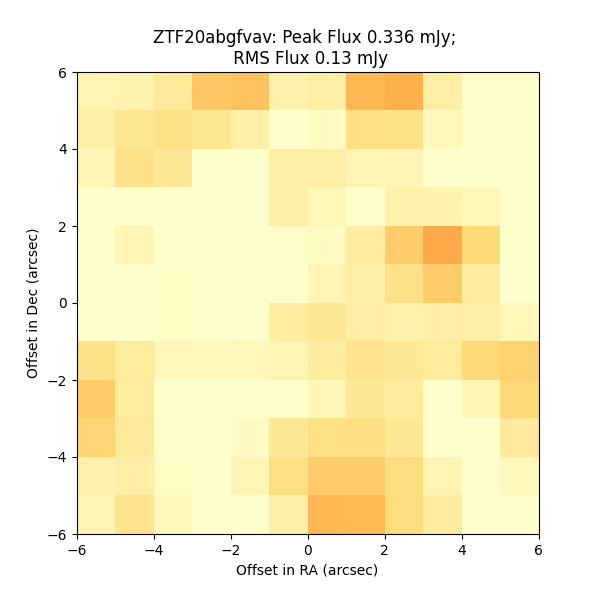 ZTF20abgfvav: Peak Flux 0.336 mJy;
RMS Flux 0.13 mJy
6
4
2
0
−2
−4
−6
Offset in Dec (arcsec)
−6 −4 −2 0 2 4 6
Offset in RA (arcsec)